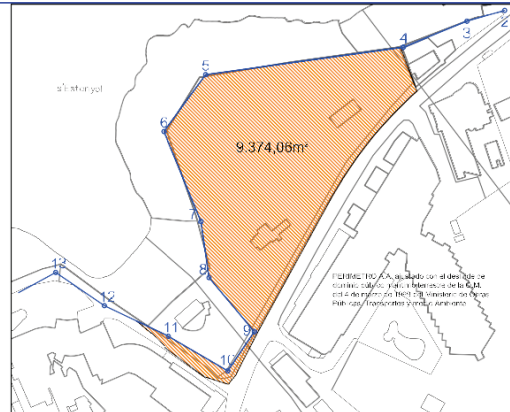 2
3
4
5
6
9.374,06m²
7
8
PERIMETRO A.A. ajustado con el deslinde de
dominio público marítimo terrestre de la O.M.
del 4 de marzo de del Ministerio de Obras
Públicas, Transportes y Medio Ambiente.
13
12
11
9
10